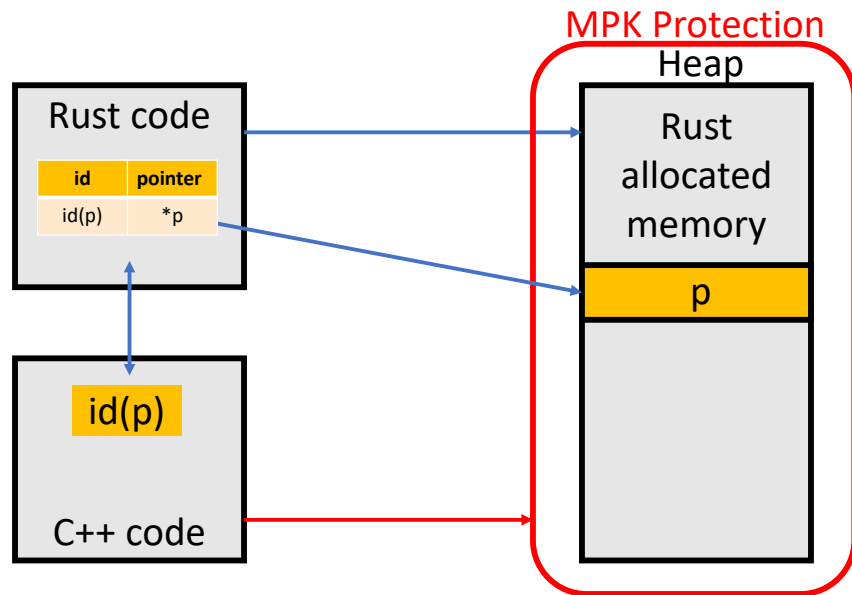 MPK Protection
Heap
Rust code
id pointer
id(p) *p
Rust
allocated
memory
p
id(p)
C++ code